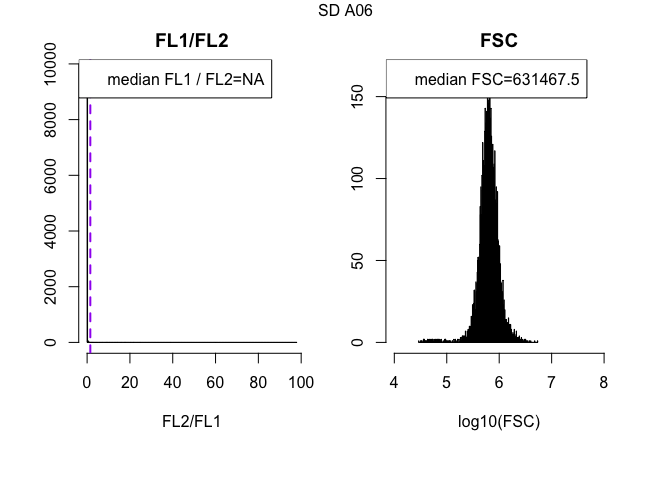 SD A06
FL1/FL2
median FL1 / FL2=NA
0
2000
4000
6000
8000
10000
0 20 40 60 80 100
FL2/FL1
FSC
median FSC=631467.5
0
50
100
150
4 5 6 7 8
log10(FSC)